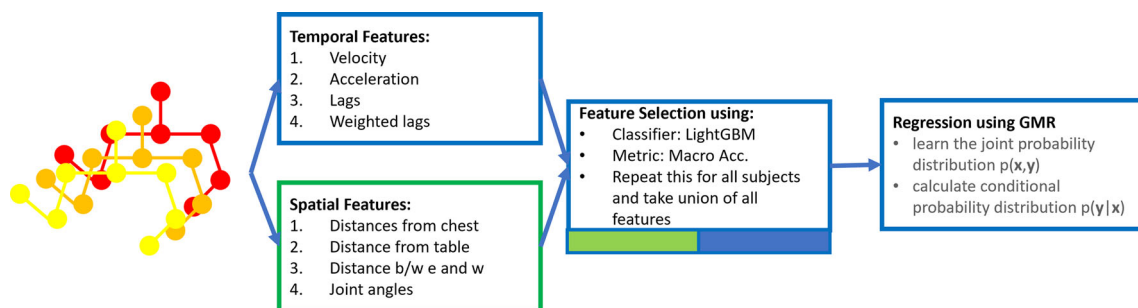 Temporal Features:
1. Velocity
2. Acceleration
3. Lags
4. Weighted lags
Spatial Features:
1. Distances from chest
2. Distance from table
3. Distance b/w e and w
4. Joint angles
Feature Selection using:
• Classifier: LightGBM
• Metric: Macro Acc.
• Repeat this for all subjects
and take union of all
features
Regression using GMR
• learn the joint probability
distribution p(x,y)
• calculate conditional
probability distribution p(y|x)